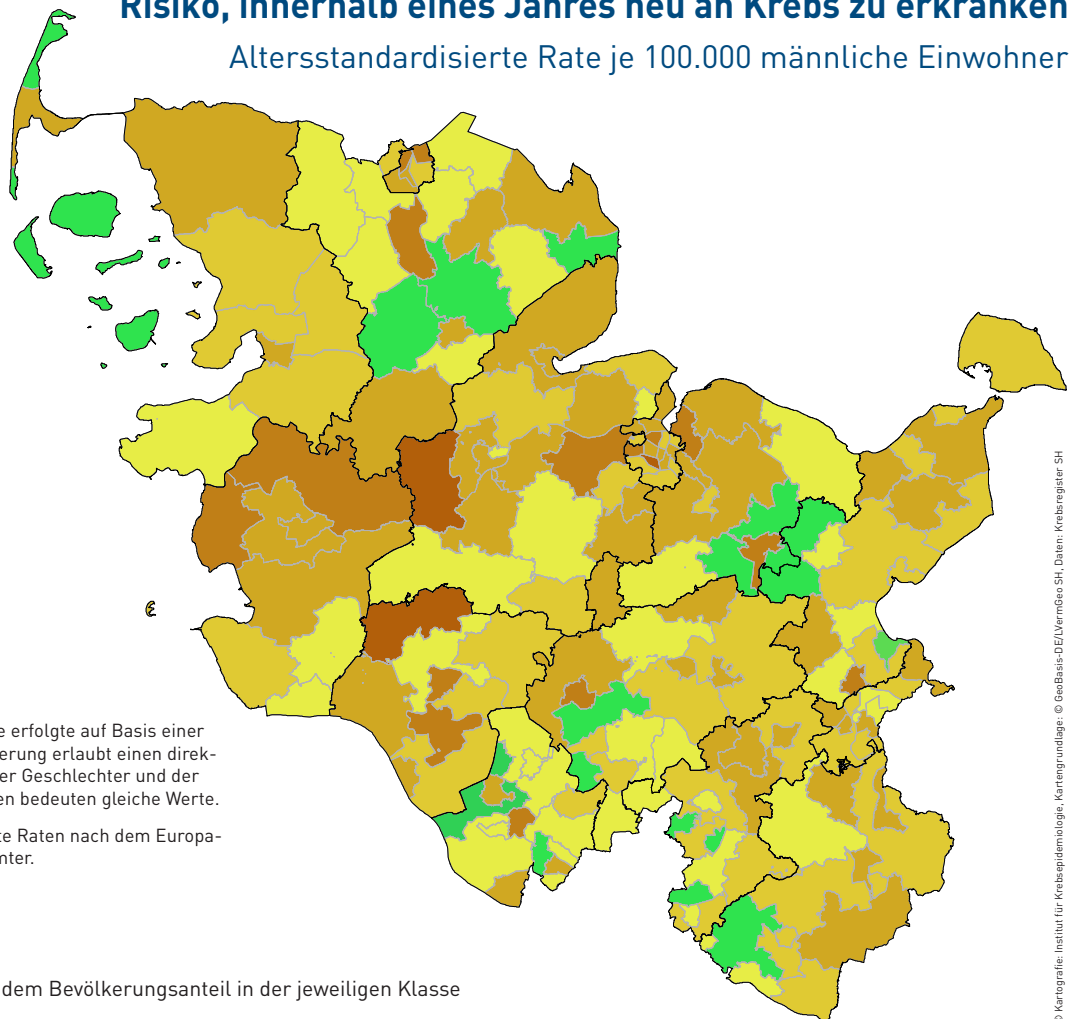 Risiko, innerhalb eines Jahres neu an Krebs zu erkranken
Altersstandardisierte Rate je 100.000 männliche Einwohner
e erfolgte auf Basis einer
erung erlaubt einen direk-
er Geschlechter und der
en bedeuten gleiche Werte.
te Raten nach dem Europa-
nter.
dem Bevölkerungsanteil in der jeweiligen Klasse
© Kartografie: Institut für Krebsepidemiologie, Kartengrundlage: © GeoBasis-DE/LVermGeo SH, Daten: Krebsregister SH